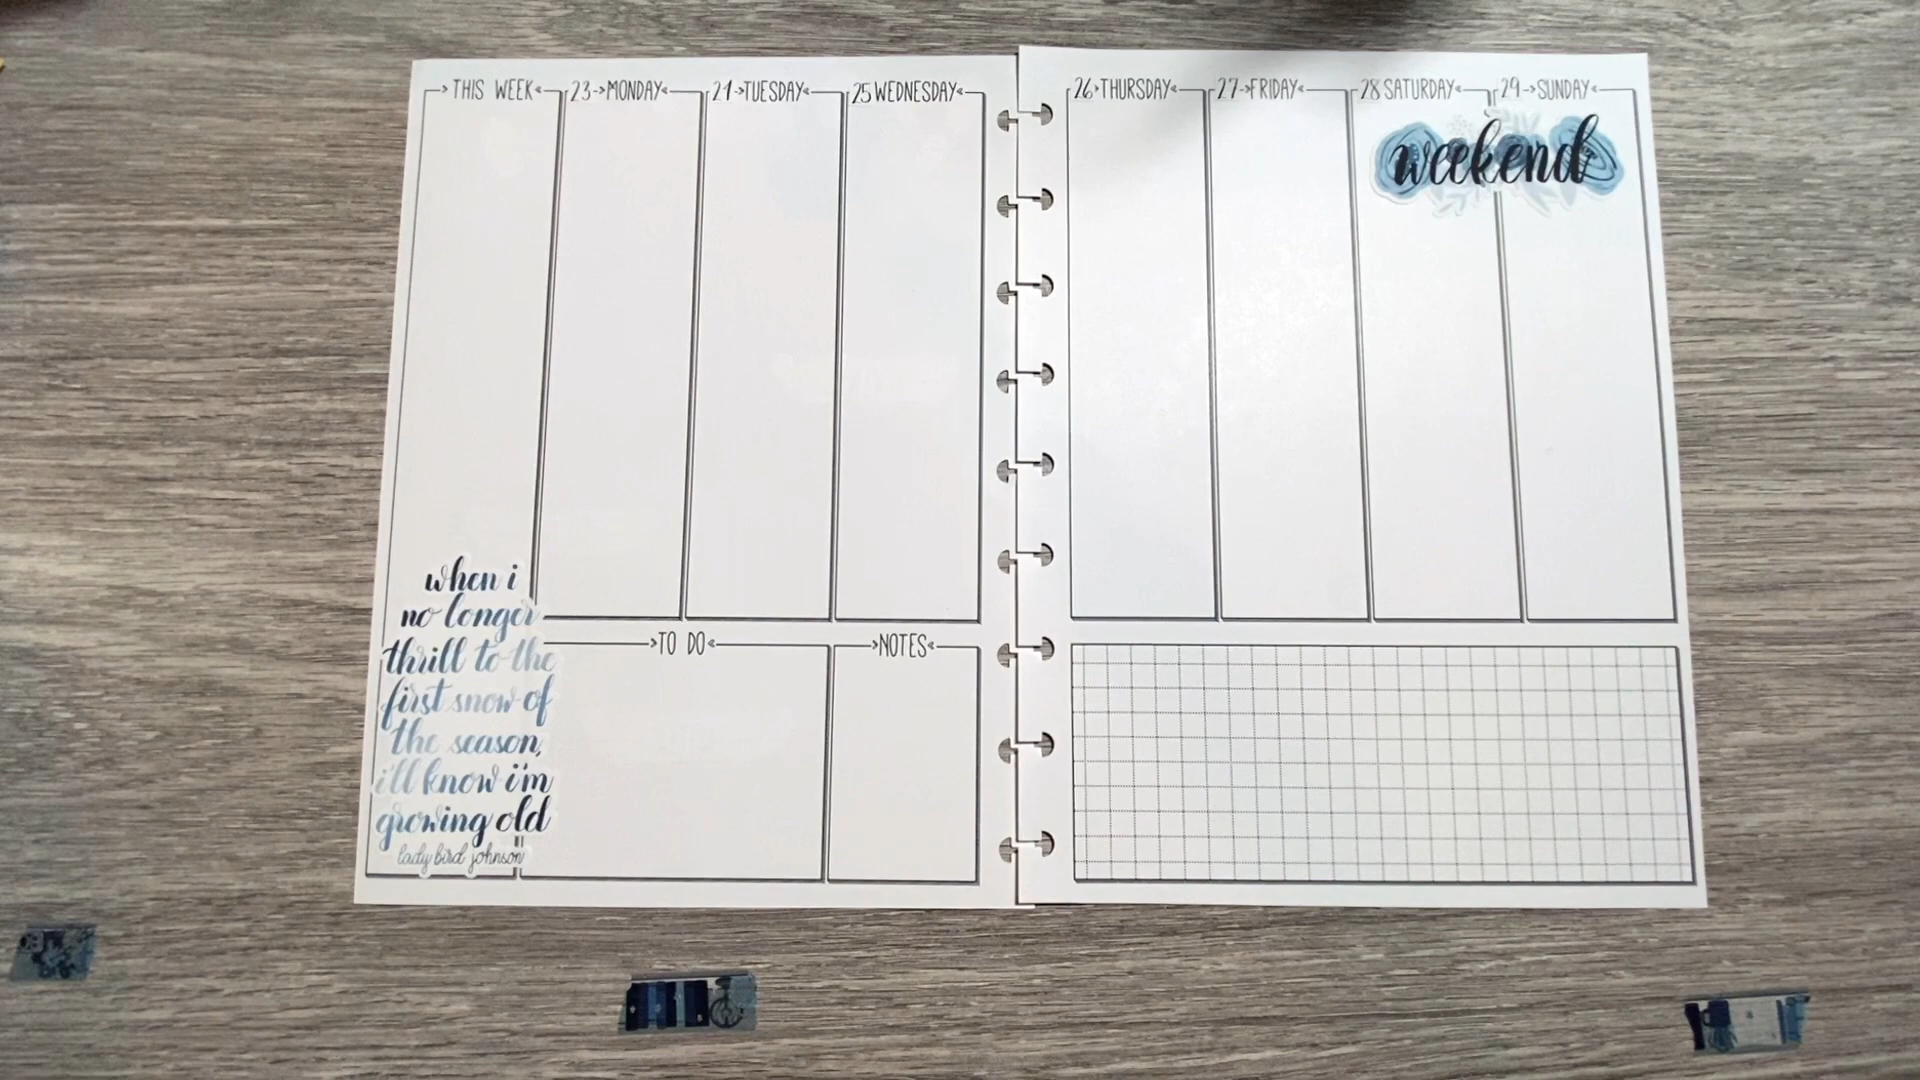 THIS WEEK
23 MONDAY
24 TUESDAY
25 WEDNESDAY
26 THURSDAY
27 FRIDAY
28 SATURDAY
29 SUNDAY
weekend
when i
no longer
thrill to the
first snow of
the season,
i'll know i'm
growing old
lady bird johnson
TO DO
NOTES